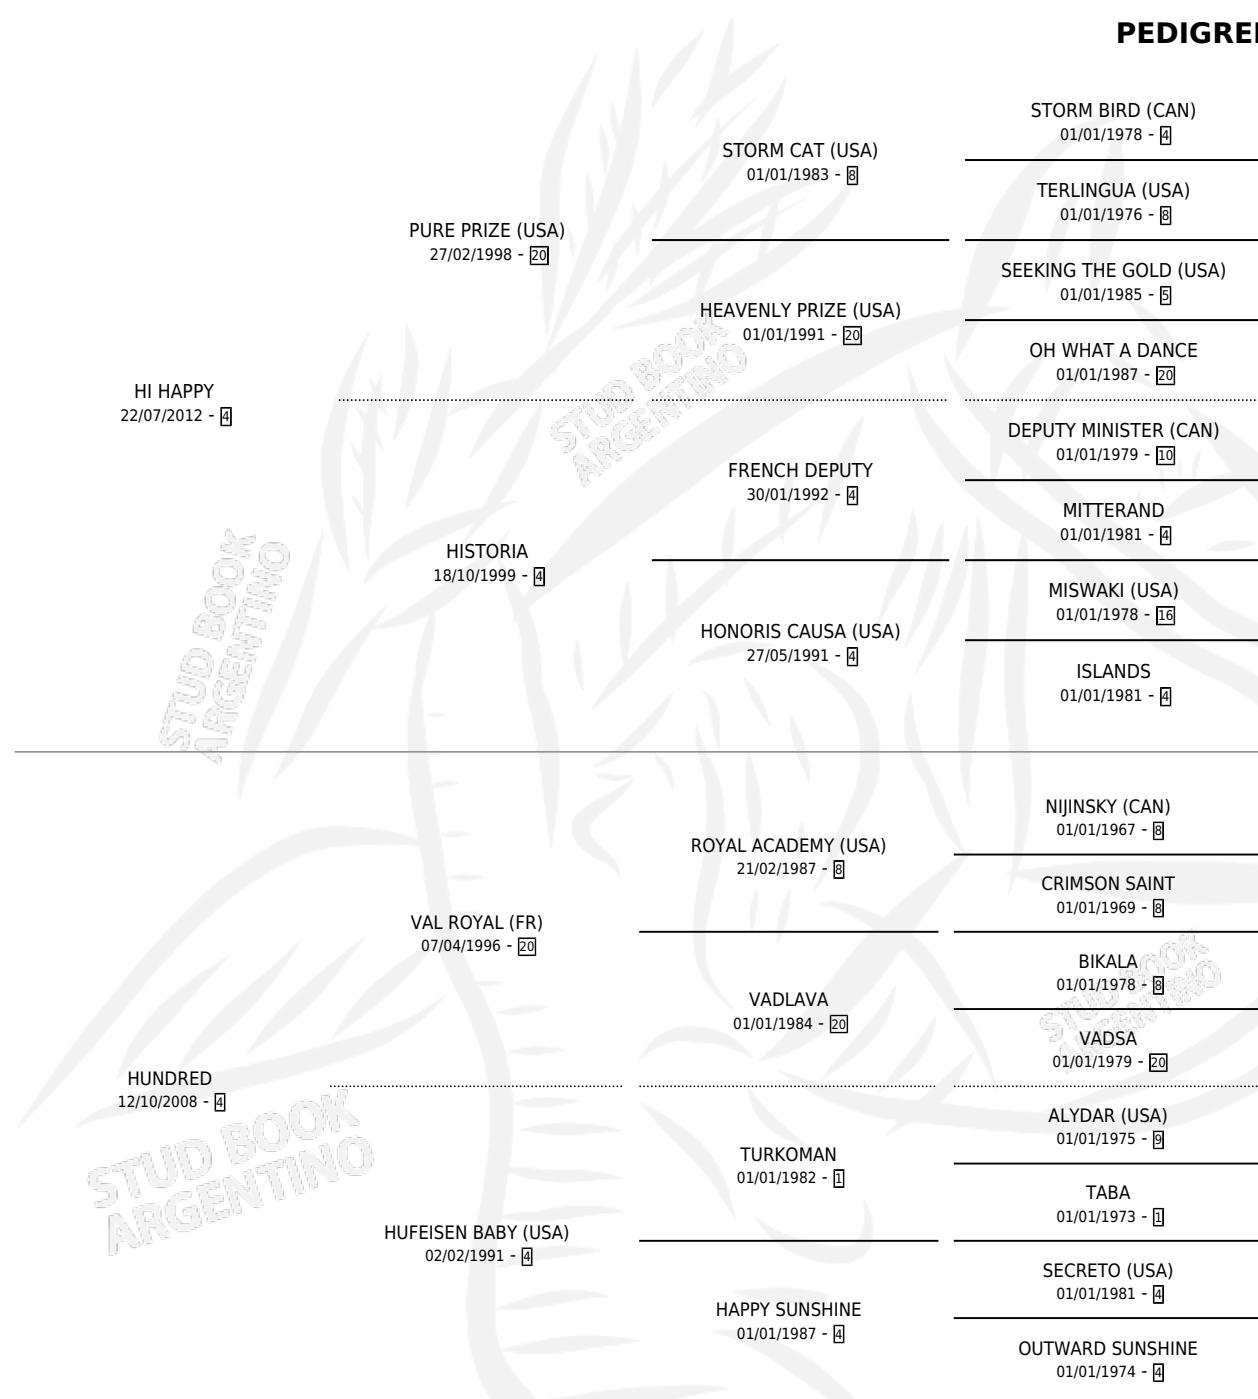 PEDIGREE
STORM BIRD (CAN)
01/01/1978 - 4
STORM CAT (USA)
01/01/1983 - 8
TERLINGUA (USA)
01/01/1976 - 8
PURE PRIZE (USA)
27/02/1998 - 20
SEEKING THE GOLD (USA)
01/01/1985 - 5
HEAVENLY PRIZE (USA)
01/01/1991 - 20
OH WHAT A DANCE
01/01/1987 - 20
HI HAPPY
22/07/2012 - 4
DEPUTY MINISTER (CAN)
01/01/1979 - 10
FRENCH DEPUTY
30/01/1992 - 4
MITTERAND
01/01/1981 - 4
HISTORIA
18/10/1999 - 4
MISWAKI (USA)
01/01/1978 - 16
HONORIS CAUSA (USA)
27/05/1991 - 4
ISLANDS
01/01/1981 - 4
NIJINSKY (CAN)
01/01/1967 - 8
ROYAL ACADEMY (USA)
21/02/1987 - 8
CRIMSON SAINT
01/01/1969 - 8
VAL ROYAL (FR)
07/04/1996 - 20
BIKALA
01/01/1978 - 8
VADLAVA
01/01/1984 - 20
VADSA
01/01/1979 - 20
HUNDRED
12/10/2008 - 4
ALYDAR (USA)
01/01/1975 - 9
TURKOMAN
01/01/1982 - 1
TABA
01/01/1973 - 1
HUFEISEN BABY (USA)
02/02/1991 - 4
SECRETO (USA)
01/01/1981 - 4
HAPPY SUNSHINE
01/01/1987 - 4
OUTWARD SUNSHINE
01/01/1974 - 4
STUD BOOK
ARGENTINO
STUD BOOK
ARGENTINO
STUD BOOK
ARGENTINO
STUD BOOK
ARGENTINO